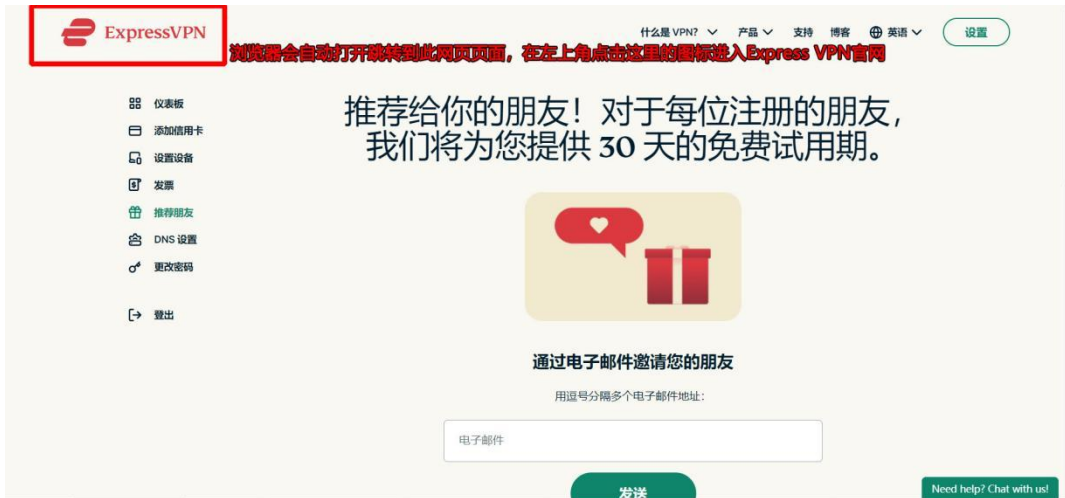 ExpressVPN
什么是 VPN? 产品 支持 博客 英语 设置
浏览器会自动打开跳转到此网页页面，在左上角点击这里的图标进入Express VPN官网
仪表板
添加信用卡
设置设备
发票
推荐朋友
DNS 设置
更改密码
登出
推荐给你的朋友！对于每位注册的朋友，
我们将为您提供 30 天的免费试用期。
通过电子邮件邀请您的朋友
用逗号分隔多个电子邮件地址：
电子邮件
发送
Need help? Chat with us!